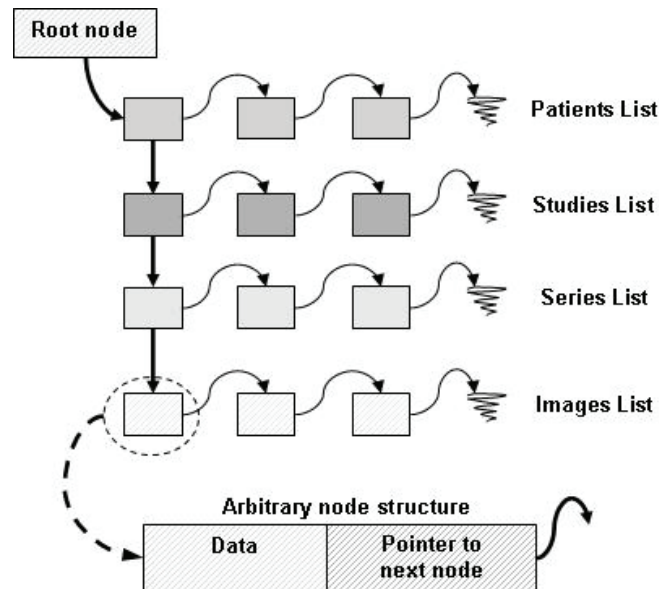 Root node
Patients List
Studies List
Series List
Images List
Arbitrary node structure
Data
Pointer to
next node